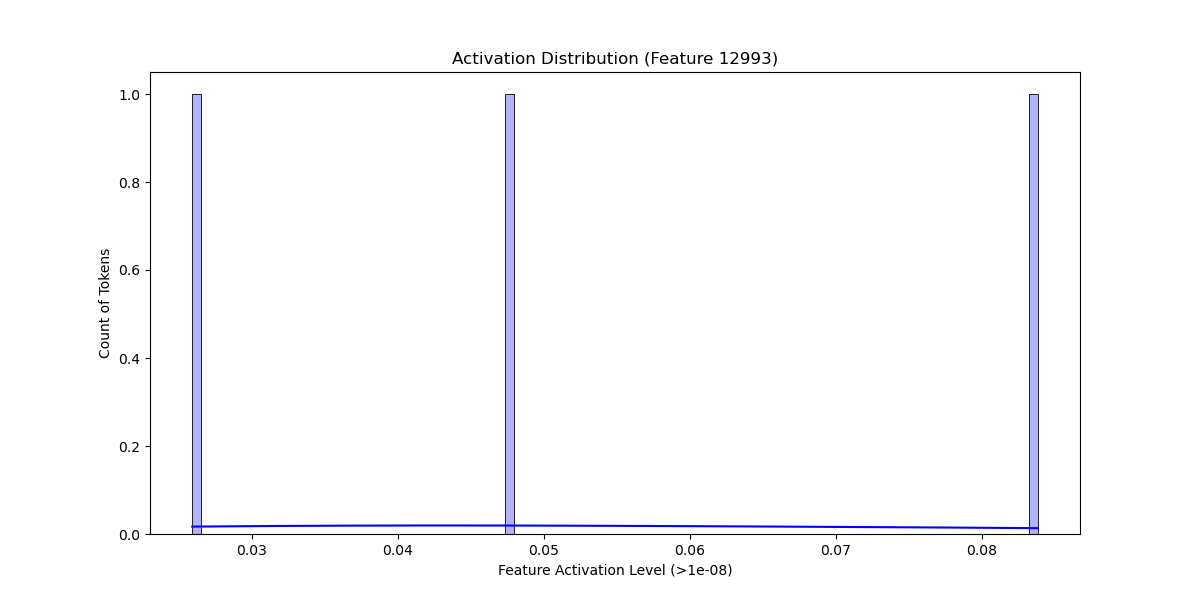 Activation Distribution (Feature 12993)
1.0
0.8
0.6
0.4
0.2
0.0
Count of Tokens
0.03 0.04 0.05 0.06 0.07 0.08
Feature Activation Level (>1e-08)